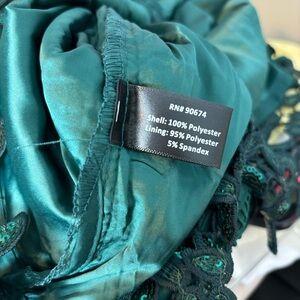 RN# 90674
Shell: 100% Polyester
Lining: 95% Polyester
5% Spandex